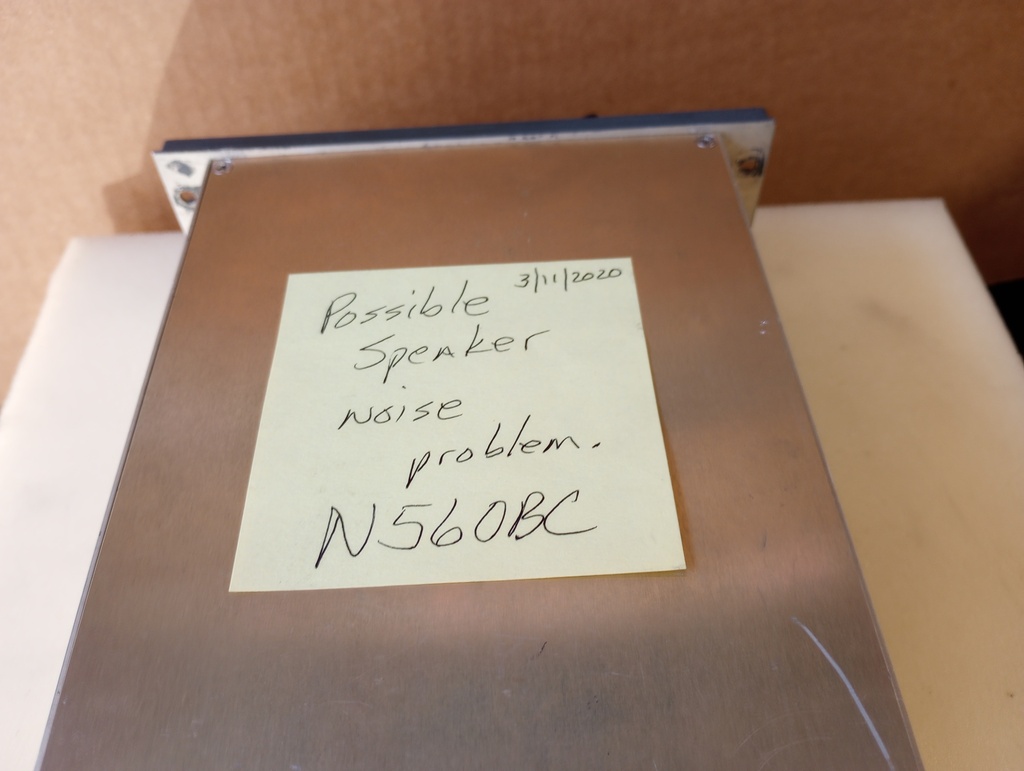 3/11/2020
Possible
Speaker
Noise
problem.
N560BC